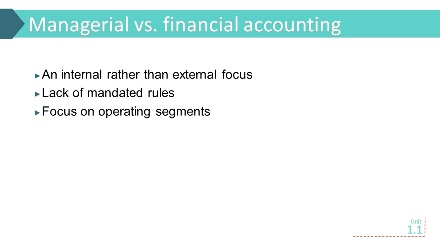 Managerial vs. financial accounting
▸An internal rather than external focus
▸Lack of mandated rules
▸Focus on operating segments
Unit
1.1